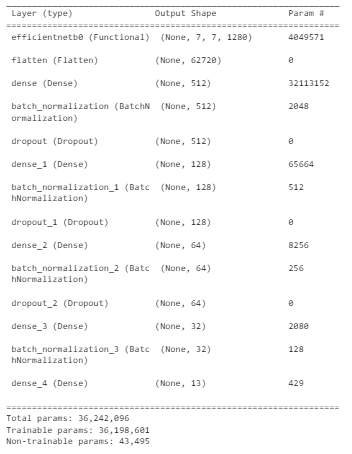 Layer (type) Output Shape Param #
efficientnetb0 (Functional) (None, 7, 7, 1280) 4049571
flatten (Flatten) (None, 62720) 0
dense (Dense) (None, 512) 32113152
batch_normalization (BatchN (None, 512) 2048
ormalization)
dropout (Dropout) (None, 512) 0
dense_1 (Dense) (None, 128) 65664
batch_normalization_1 (Batc (None, 128) 512
hNormalization)
dropout_1 (Dropout) (None, 128) 0
dense_2 (Dense) (None, 64) 8256
batch_normalization_2 (Batc (None, 64) 256
hNormalization)
dropout_2 (Dropout) (None, 64) 0
dense_3 (Dense) (None, 32) 2080
batch_normalization_3 (Batc (None, 32) 128
hNormalization)
dense_4 (Dense) (None, 13) 429
Total params: 36,242,096
Trainable params: 36,198,601
Non-trainable params: 43,495